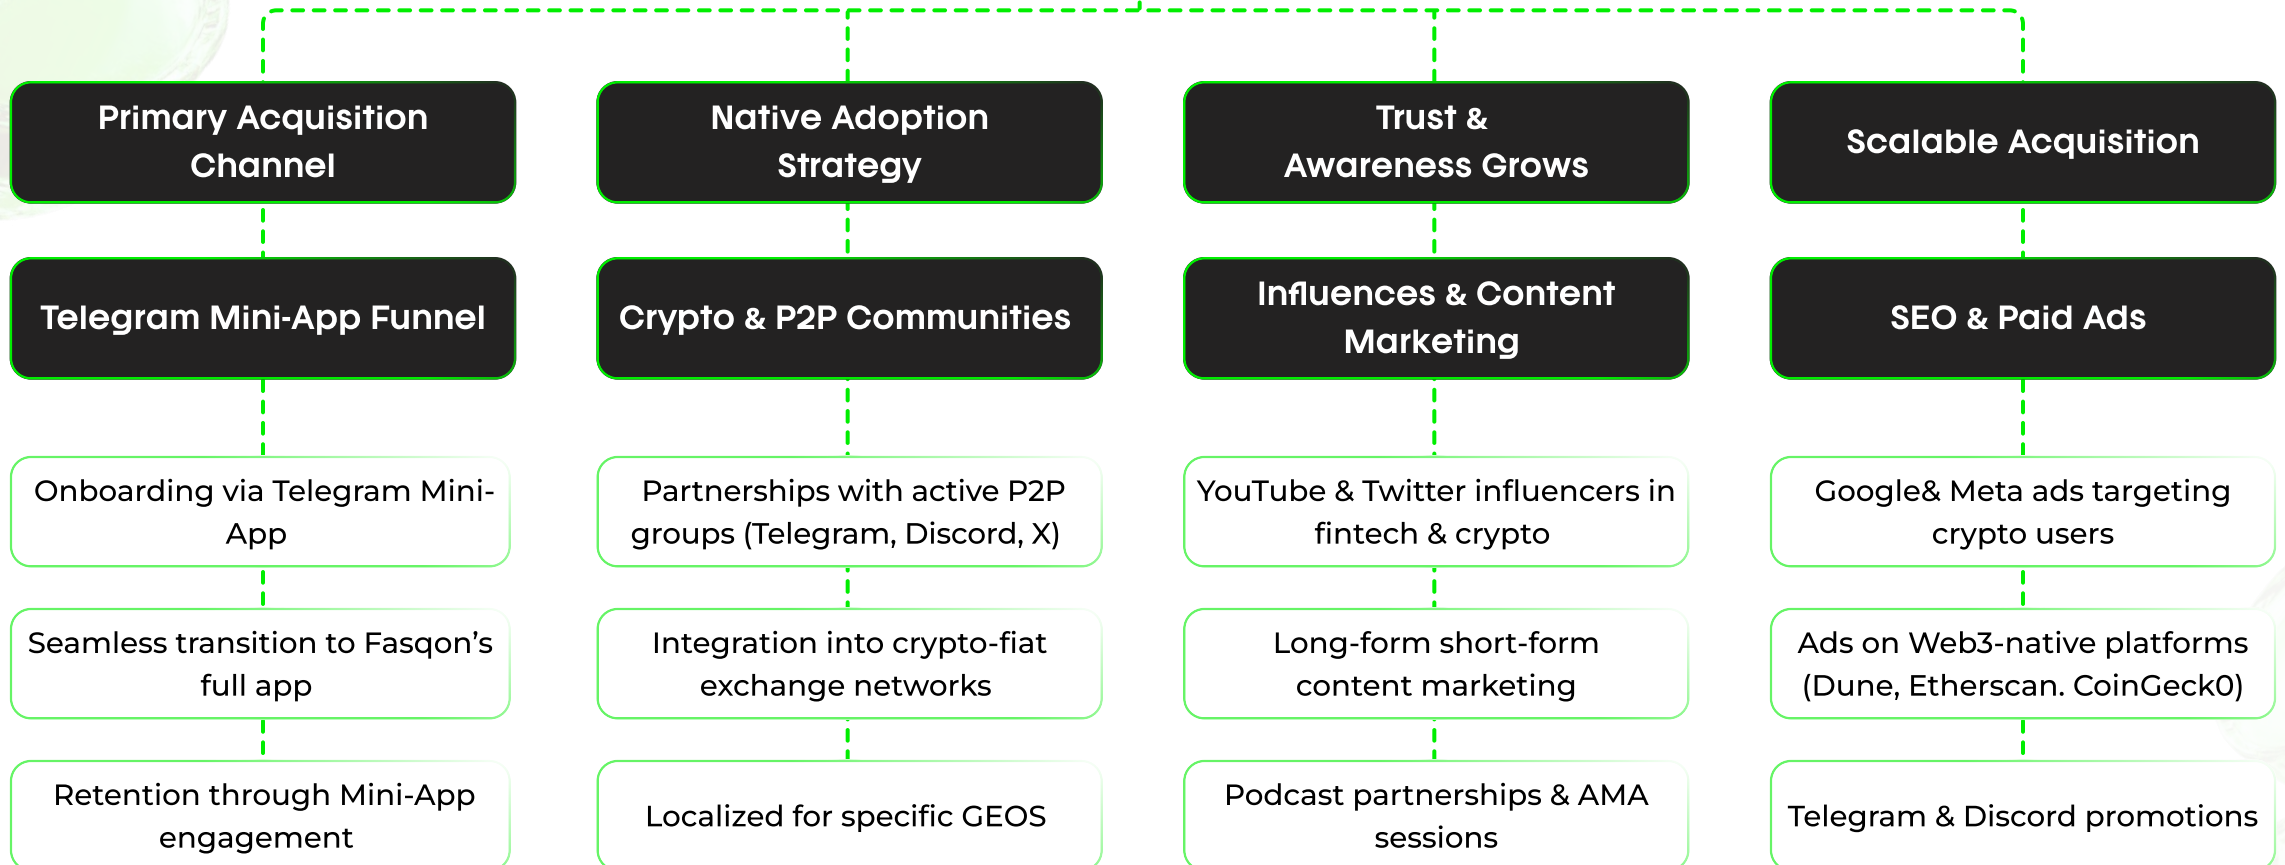 Primary Acquisition
Channel
Telegram Mini-App Funnel
Onboarding via Telegram Mini-
App
Seamless transition to Fasqon’s
full app
Retention through Mini-App
engagement
Native Adoption
Strategy
Crypto & P2P Communities
Partnerships with active P2P
groups (Telegram, Discord, X)
Integration into crypto-fiat
exchange networks
Localized for specific GEOS
Trust &
Awareness Grows
Influences & Content
Marketing
YouTube & Twitter influencers in
fintech & crypto
Long-form short-form
content marketing
Podcast partnerships & AMA
sessions
Scalable Acquisition
SEO & Paid Ads
Google& Meta ads targeting
crypto users
Ads on Web3-native platforms
(Dune, Etherscan. CoinGeck0)
Telegram & Discord promotions